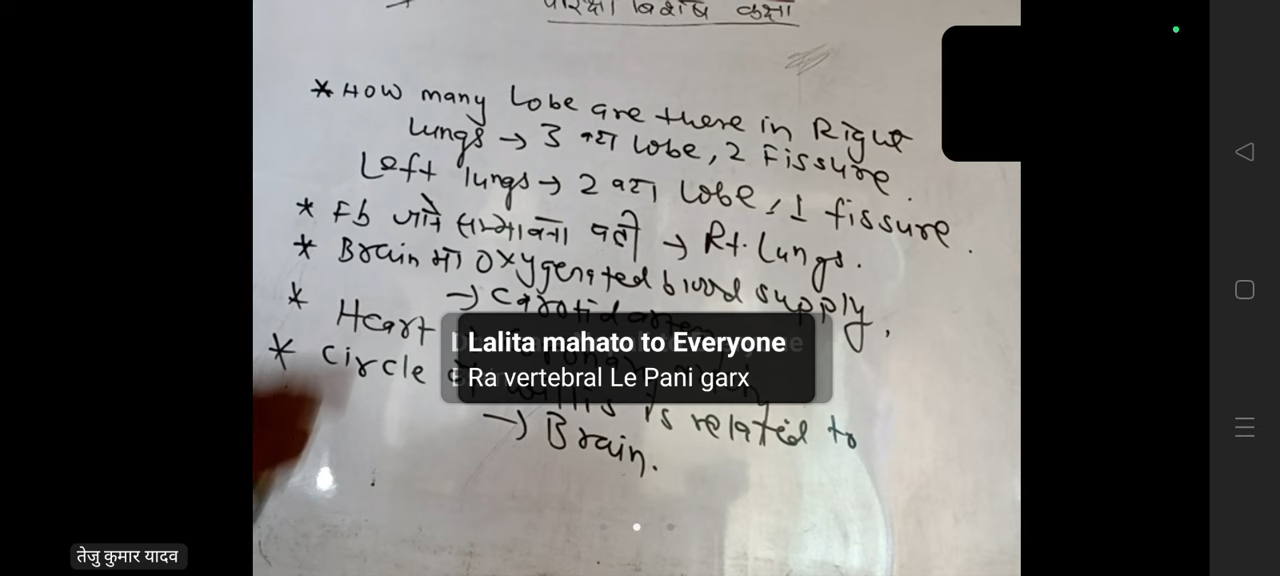 परिक्षा विशेष कक्षा
* How many Lobe are there in Right
lungs → 3 वटा lobe, 2 Fissure.
Left lungs → 2 वटा lobe, 1 fissure.
* Fb जाने सम्भावना बढी → Rt. Lungs.
* Brain मा oxygenated blood supply,
→ carotid
* Heart
* circle is related to
→ Brain.
Lalita mahato to Everyone
Ra vertebral Le Pani garx
तेजु कुमार यादव